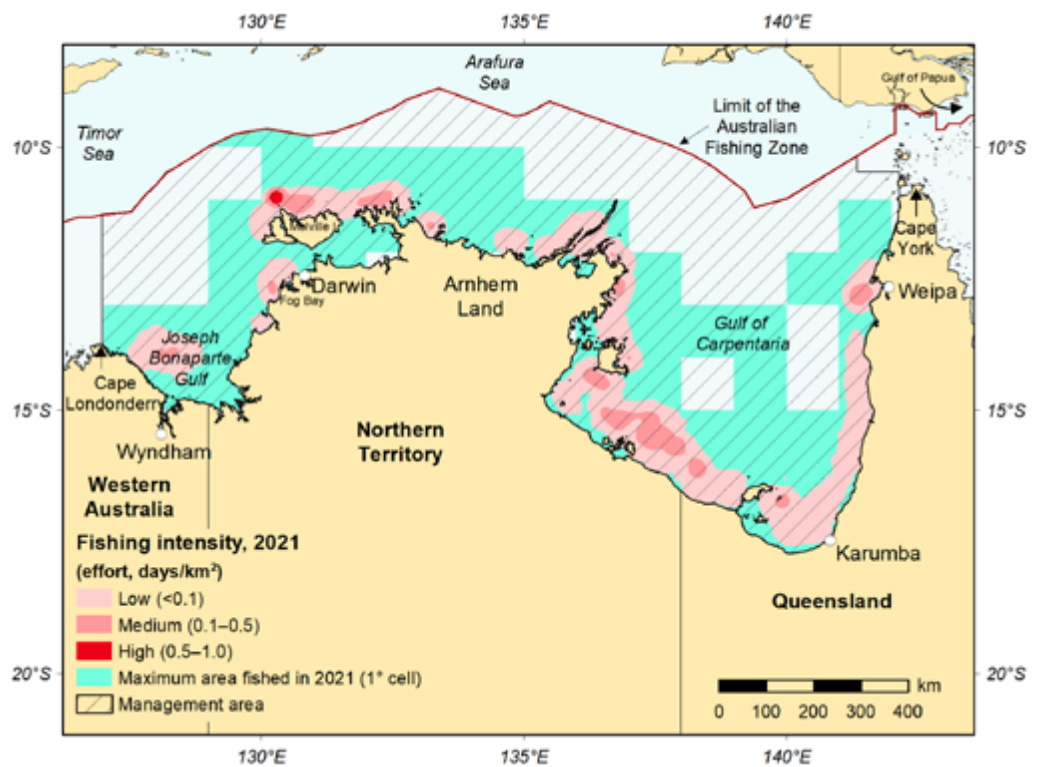 130°E
135°E
140°E
Arafura
Sea
Gulf of Papua
Timor
Sea
Limit of the
Australian
Fishing Zone
10°S
10°S
Melville I.
Cape
York
Darwin
Fog Bay
Arnhem
Land
Weipa
Joseph
Bonaparte
Gulf
Gulf of
Carpentaria
Cape
Londonderry
15°S
15°S
Wyndham
Northern
Territory
Western
Australia
Fishing intensity, 2021
(effort, days/km²)
Karumba
Low (<0.1)
Medium (0.1–0.5)
Queensland
High (0.5–1.0)
Maximum area fished in 2021 (1° cell)
20°S
20°S
Management area
km
0 100 200 300 400
130°E
135°E
140°E